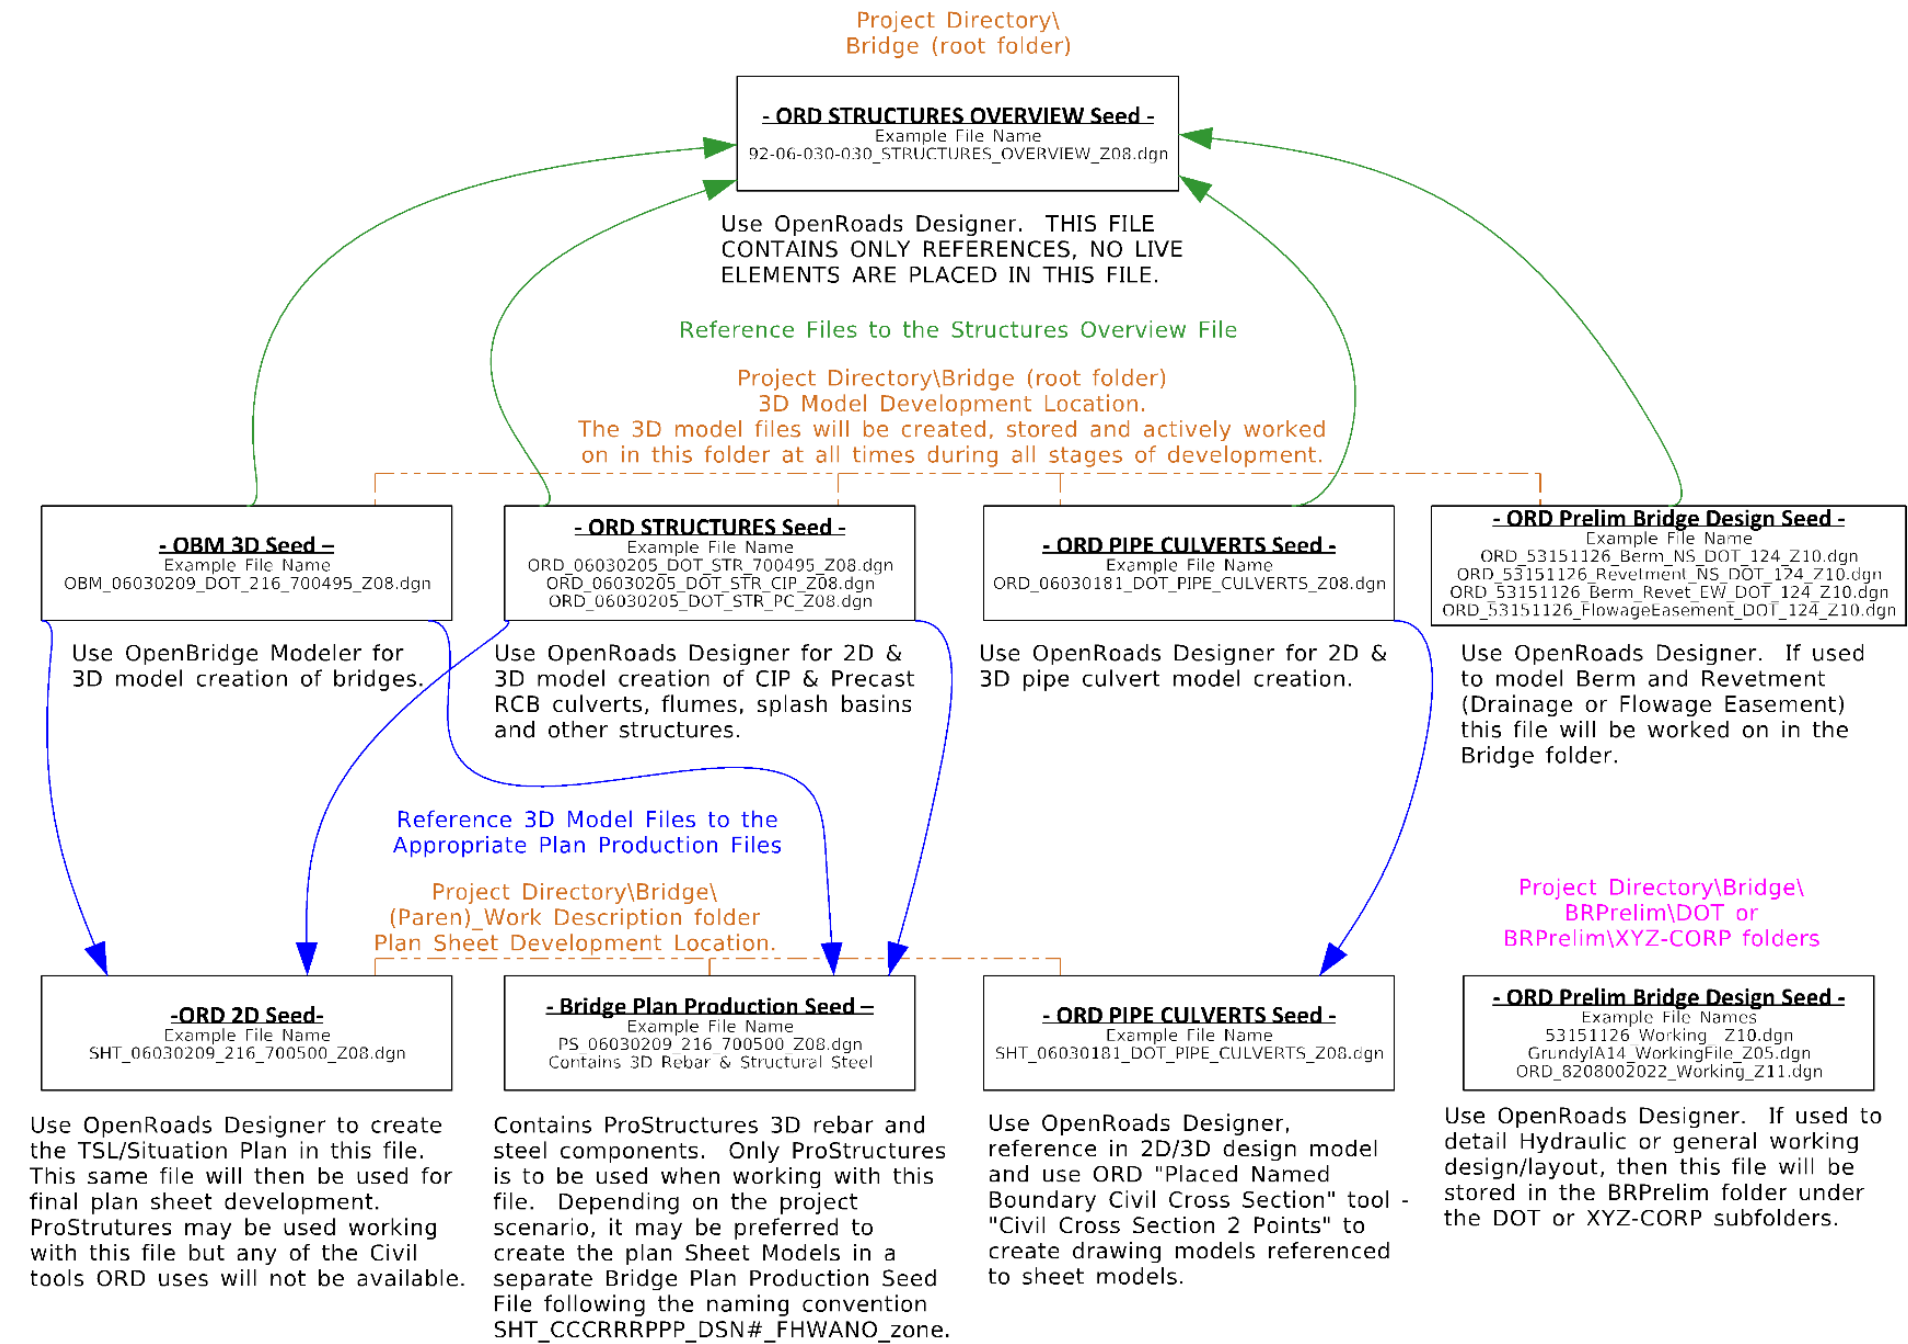 Project Directory\
Bridge (root folder)
- ORD STRUCTURES OVERVIEW Seed -
Example File Name
92-06-030-030_STRUCTURES_OVERVIEW_Z08.dgn
Use OpenRoads Designer.  THIS FILE
CONTAINS ONLY REFERENCES, NO LIVE
ELEMENTS ARE PLACED IN THIS FILE.
Reference Files to the Structures Overview File
Project Directory\Bridge (root folder)
3D Model Development Location.
The 3D model files will be created, stored and actively worked
on in this folder at all times during all stages of development.
- OBM 3D Seed –
Example File Name
OBM_06030209_DOT_216_700495_Z08.dgn
Use OpenBridge Modeler for
3D model creation of bridges.
- ORD STRUCTURES Seed -
Example File Name
ORD_06030205_DOT_STR_700495_Z08.dgn
ORD_06030205_DOT_STR_CIP_Z08.dgn
ORD_06030205_DOT_STR_PC_Z08.dgn
Use OpenRoads Designer for 2D &
3D model creation of CIP & Precast
RCB culverts, flumes, splash basins
and other structures.
- ORD PIPE CULVERTS Seed -
Example File Name
ORD_06030181_DOT_PIPE_CULVERTS_Z08.dgn
Use OpenRoads Designer for 2D &
3D pipe culvert model creation.
- ORD Prelim Bridge Design Seed -
Example File Name
ORD_53151126_Berm_NS_DOT_124_Z10.dgn
ORD_53151126_Revetment_NS_DOT_124_Z10.dgn
ORD_53151126_Berm_Revet_EW_DOT_124_Z10.dgn
ORD_53151126_FlowageEasement_DOT_124_Z10.dgn
Use OpenRoads Designer.  If used
to model Berm and Revetment
(Drainage or Flowage Easement)
this file will be worked on in the
Bridge folder.
Reference 3D Model Files to the
Appropriate Plan Production Files
Project Directory\Bridge\
(Paren)_Work Description folder
Plan Sheet Development Location.
Project Directory\Bridge\
BRPrelim\DOT or
BRPrelim\XYZ-CORP folders
-ORD 2D Seed-
Example File Name
SHT_06030209_216_700500_Z08.dgn
Use OpenRoads Designer to create
the TSL/Situation Plan in this file.
This same file will then be used for
final plan sheet development.
ProStrutures may be used working
with this file but any of the Civil
tools ORD uses will not be available.
- Bridge Plan Production Seed –
Example File Name
PS_06030209_216_700500_Z08.dgn
Contains 3D Rebar & Structural Steel
Contains ProStructures 3D rebar and
steel components.  Only ProStructures
is to be used when working with this
file.  Depending on the project
scenario, it may be preferred to
create the plan Sheet Models in a
separate Bridge Plan Production Seed
File following the naming convention
SHT_CCCRRRPPP_DSN#_FHWANO_zone.
- ORD PIPE CULVERTS Seed -
Example File Name
SHT_06030181_DOT_PIPE_CULVERTS_Z08.dgn
Use OpenRoads Designer,
reference in 2D/3D design model
and use ORD "Placed Named
Boundary Civil Cross Section" tool -
"Civil Cross Section 2 Points" to
create drawing models referenced
to sheet models.
- ORD Prelim Bridge Design Seed -
Example File Names
53151126_Working_ Z10.dgn
GrundyIA14_WorkingFile_Z05.dgn
ORD_8208002022_Working_Z11.dgn
Use OpenRoads Designer.  If used to
detail Hydraulic or general working
design/layout, then this file will be
stored in the BRPrelim folder under
the DOT or XYZ-CORP subfolders.